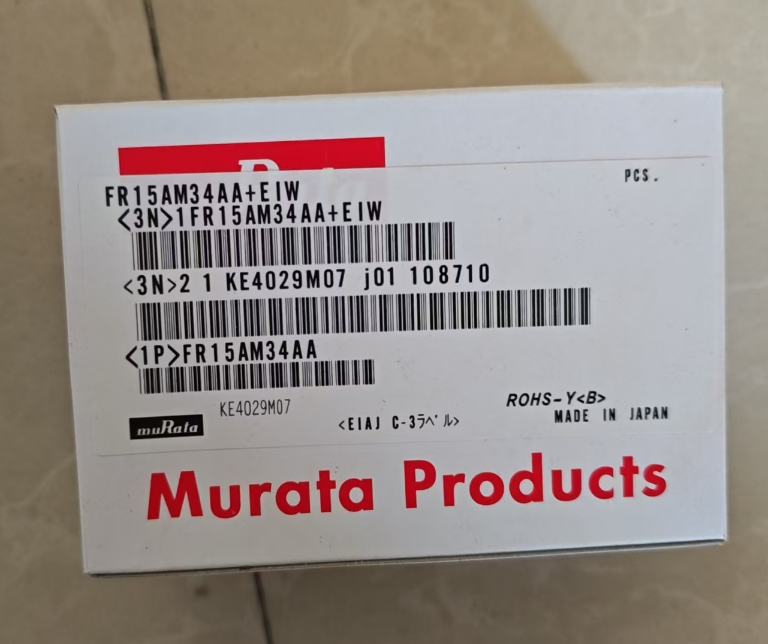 PCS.
FR15AM34AA+EIW
<3N>1FR15AM34AA+EIW
<3N>2 1 KE4029M07 j01 108710
<1P>FR15AM34AA
KE4029M07
ROHS-Y<B>
muRata
<EIAJ C-3ラベル>
MADE IN JAPAN
Murata Products